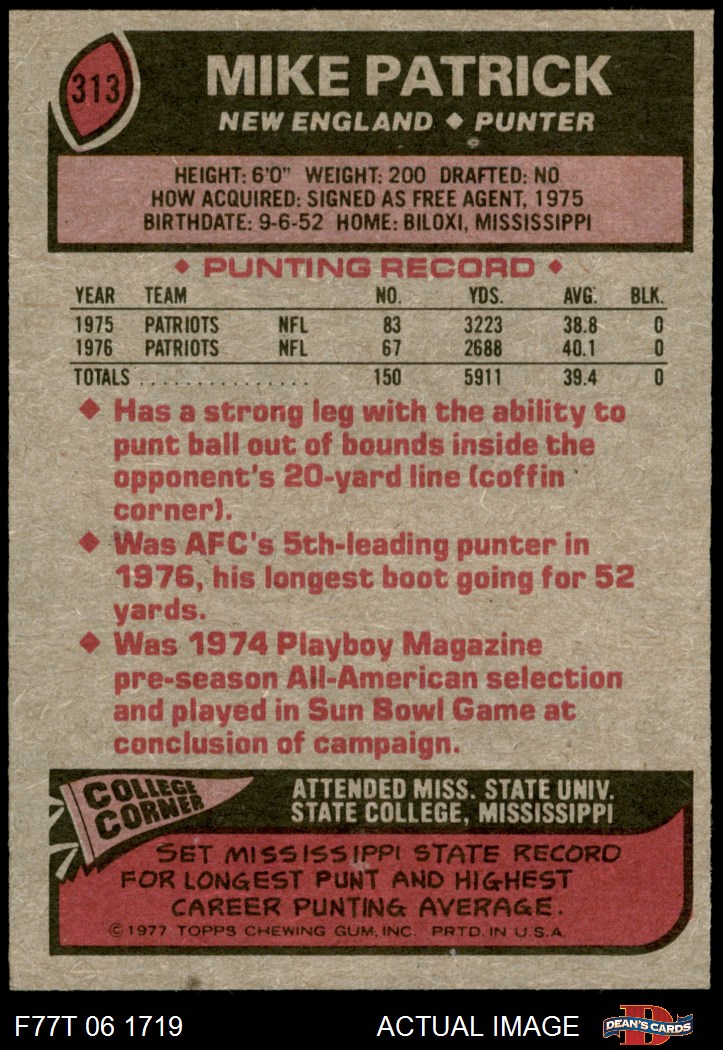 313
MIKE PATRICK
NEW ENGLAND ◆ PUNTER
HEIGHT: 6'0" WEIGHT: 200 DRAFTED: NO
HOW ACQUIRED: SIGNED AS FREE AGENT, 1975
BIRTHDATE: 9-6-52 HOME: BILOXI, MISSISSIPPI
◆ PUNTING RECORD ◆
YEAR TEAM NO. YDS. AVG. BLK.
1975 PATRIOTS NFL 83 3223 38.8 0
1976 PATRIOTS NFL 67 2688 40.1 0
TOTALS ................ 150 5911 39.4 0
◆ Has a strong leg with the ability to
punt ball out of bounds inside the
opponent's 20-yard line (coffin
corner).
◆ Was AFC's 5th-leading punter in
1976, his longest boot going for 52
yards.
◆ Was 1974 Playboy Magazine
pre-season All-American selection
and played in Sun Bowl Game at
conclusion of campaign.
COLLEGE
CORNER
ATTENDED MISS. STATE UNIV.
STATE COLLEGE, MISSISSIPPI
SET MISSISSIPPI STATE RECORD
FOR LONGEST PUNT AND HIGHEST
CAREER PUNTING AVERAGE.
© 1977 TOPPS CHEWING GUM, INC. PRTD. IN U.S.A.
F77T 06 1719 ACTUAL IMAGE
D
DEAN'S CARDS